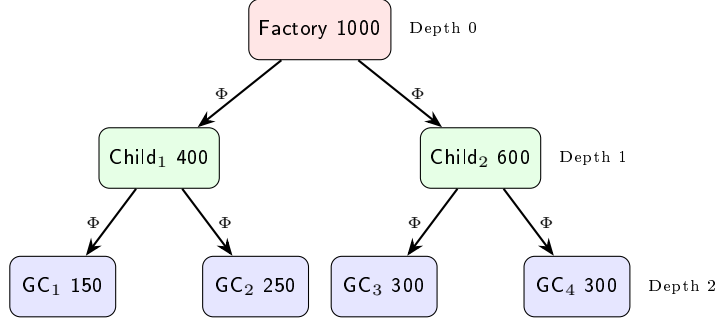 Factory 1000
Depth 0
Φ
Φ
Child₁ 400
Child₂ 600
Depth 1
Φ
Φ
Φ
Φ
GC₁ 150
GC₂ 250
GC₃ 300
GC₄ 300
Depth 2